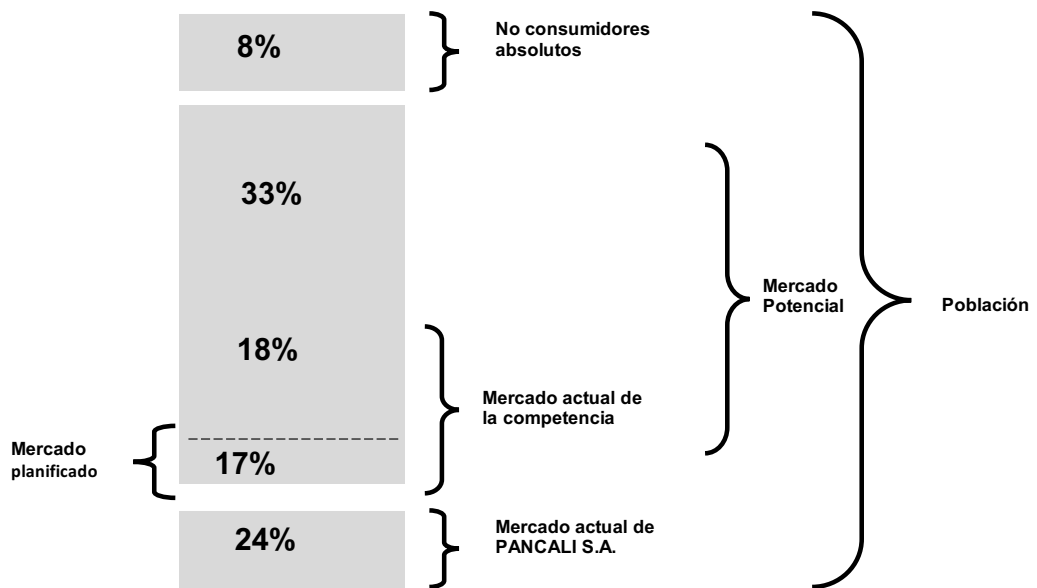 No consumidores
absolutos
8%
33%
Mercado
Potencial
Población
18%
Mercado actual de
la competencia
Mercado
planificado
17%
24%
Mercado actual de
PANCALI S.A.